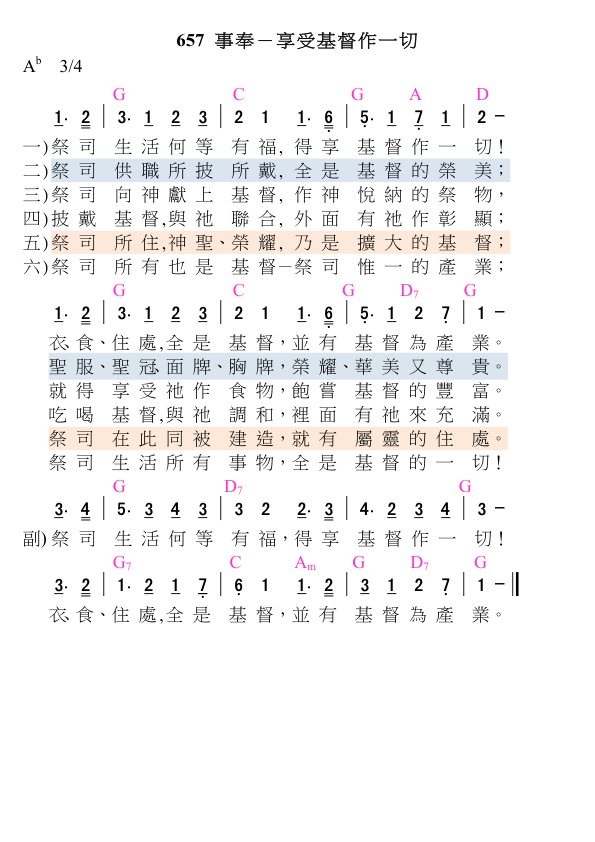 657 事奉－享受基督作一切
Aᵇ 3/4
G C G A D
1· 2 | 3· 1 2 3 | 2 1 1· 6 | 5· 1 7· 1 | 2 －
一)祭司 生活何等 有福, 得享 基督作一 切!
二)祭司 供職所披 所戴, 全是 基督的榮 美；
三)祭司 向神獻上 基督, 作神 悅納的祭 物，
四)披戴 基督,與祂 聯合, 外面 有祂作彰 顯；
五)祭司 所住,神聖、榮耀, 乃是 擴大的基 督；
六)祭司 所有也是 基督－祭司 惟一的產 業；
G C G D₇ G
1· 2 | 3· 1 2 3 | 2 1 1· 6 | 5· 1 2 7 | 1 －
衣、食、住處,全是 基督，並有 基督為產 業。
聖服、聖冠、面牌、胸牌，榮耀、華美又尊 貴。
就得 享受祂作 食物，飽嘗 基督的豐 富。
吃喝 基督,與祂 調和，裡面 有祂來充 滿。
祭司 在此同被 建造，就有 屬靈的住 處。
祭司 生活所有 事物，全是 基督的一 切!
G D₇ G
3· 4 | 5· 3 4 3 | 3 2 2· 3 | 4· 2 3 4 | 3 －
副)祭司 生活何等 有福，得享 基督作一 切!
G₇ C Aₘ G D₇ G
3· 2 | 1· 2 1 7 | 6 1 1· 2 | 3 1 2 7 | 1 － ‖
衣、食、住處,全是 基督，並有 基督為產 業。